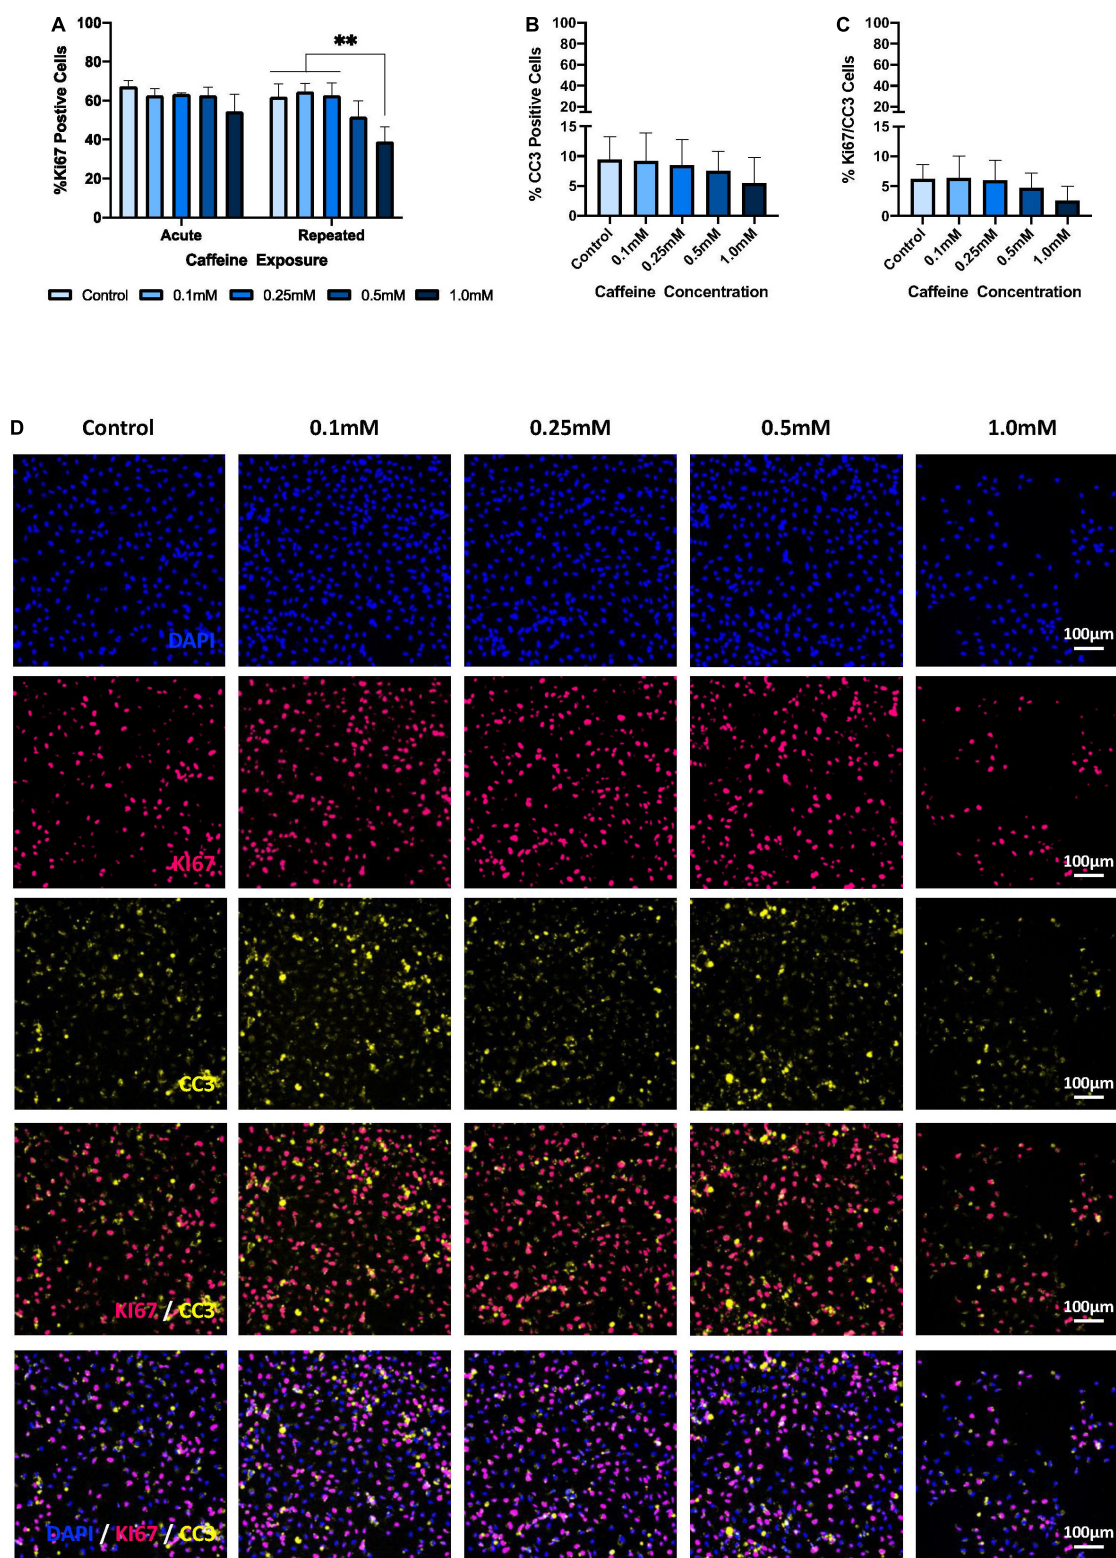 A
100
80
60
40
20
0
%Ki67 Postive Cells
**
Acute
Repeated
Caffeine Exposure
Control 0.1mM 0.25mM 0.5mM 1.0mM
B
100
80
60
40
20
15
10
5
0
% CC3 Positive Cells
Control
0.1mM
0.25mM
0.5mM
1.0mM
Caffeine Concentration
C
100
80
60
40
20
15
10
5
0
% Ki67/CC3 Cells
Control
0.1mM
0.25mM
0.5mM
1.0mM
Caffeine Concentration
D Control 0.1mM 0.25mM 0.5mM 1.0mM
DAPI
100µm
KI67
100µm
CC3
100µm
KI67 / CC3
100µm
DAPI / KI67 / CC3
100µm